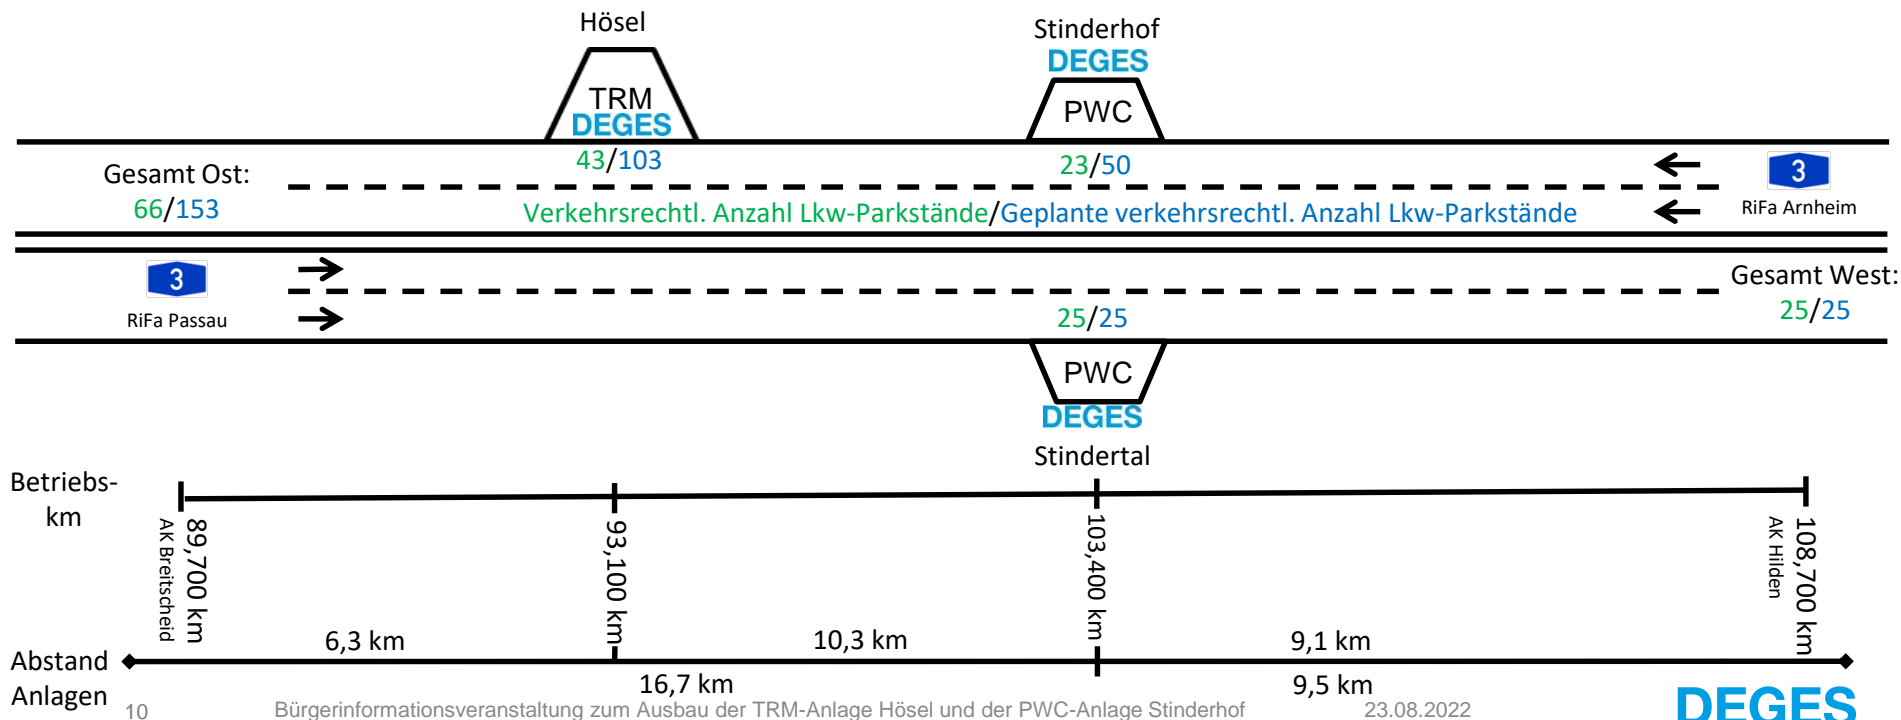 Hösel
Stinderhof
DEGES
TRM
DEGES
PWC
43/103
23/50
Gesamt Ost:
66/153
3
RiFa Arnheim
Verkehrsrechtl. Anzahl Lkw-Parkstände/Geplante verkehrsrechtl. Anzahl Lkw-Parkstände
3
RiFa Passau
Gesamt West:
25/25
25/25
PWC
DEGES
Stindertal
Betriebs-
km
89,700 km
AK Breitscheid
93,100 km
103,400 km
108,700 km
AK Hilden
6,3 km
10,3 km
9,1 km
Abstand
Anlagen
16,7 km
9,5 km
10
Bürgerinformationsveranstaltung zum Ausbau der TRM-Anlage Hösel und der PWC-Anlage Stinderhof
23.08.2022
DEGES